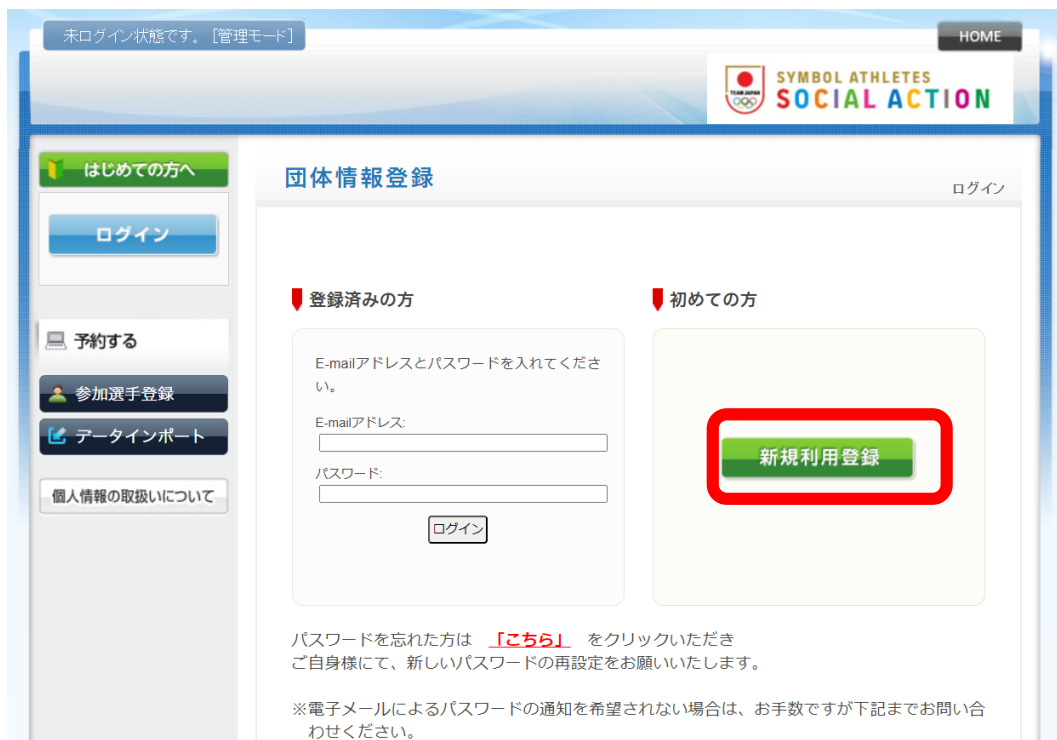 未ログイン状態です。[管理モード]
HOME
TEAM JAPAN
SYMBOL ATHLETES
SOCIAL ACTION
はじめての方へ
ログイン
予約する
参加選手登録
データインポート
個人情報の取扱いについて
団体情報登録
ログイン
登録済みの方
E-mailアドレスとパスワードを入れてくださ
い。
E-mailアドレス:
パスワード:
ログイン
初めての方
新規利用登録
パスワードを忘れた方は 「こちら」 をクリックいただき
ご自身様にて、新しいパスワードの再設定をお願いいたします。
※電子メールによるパスワードの通知を希望されない場合は、お手数ですが下記までお問い合
わせください。